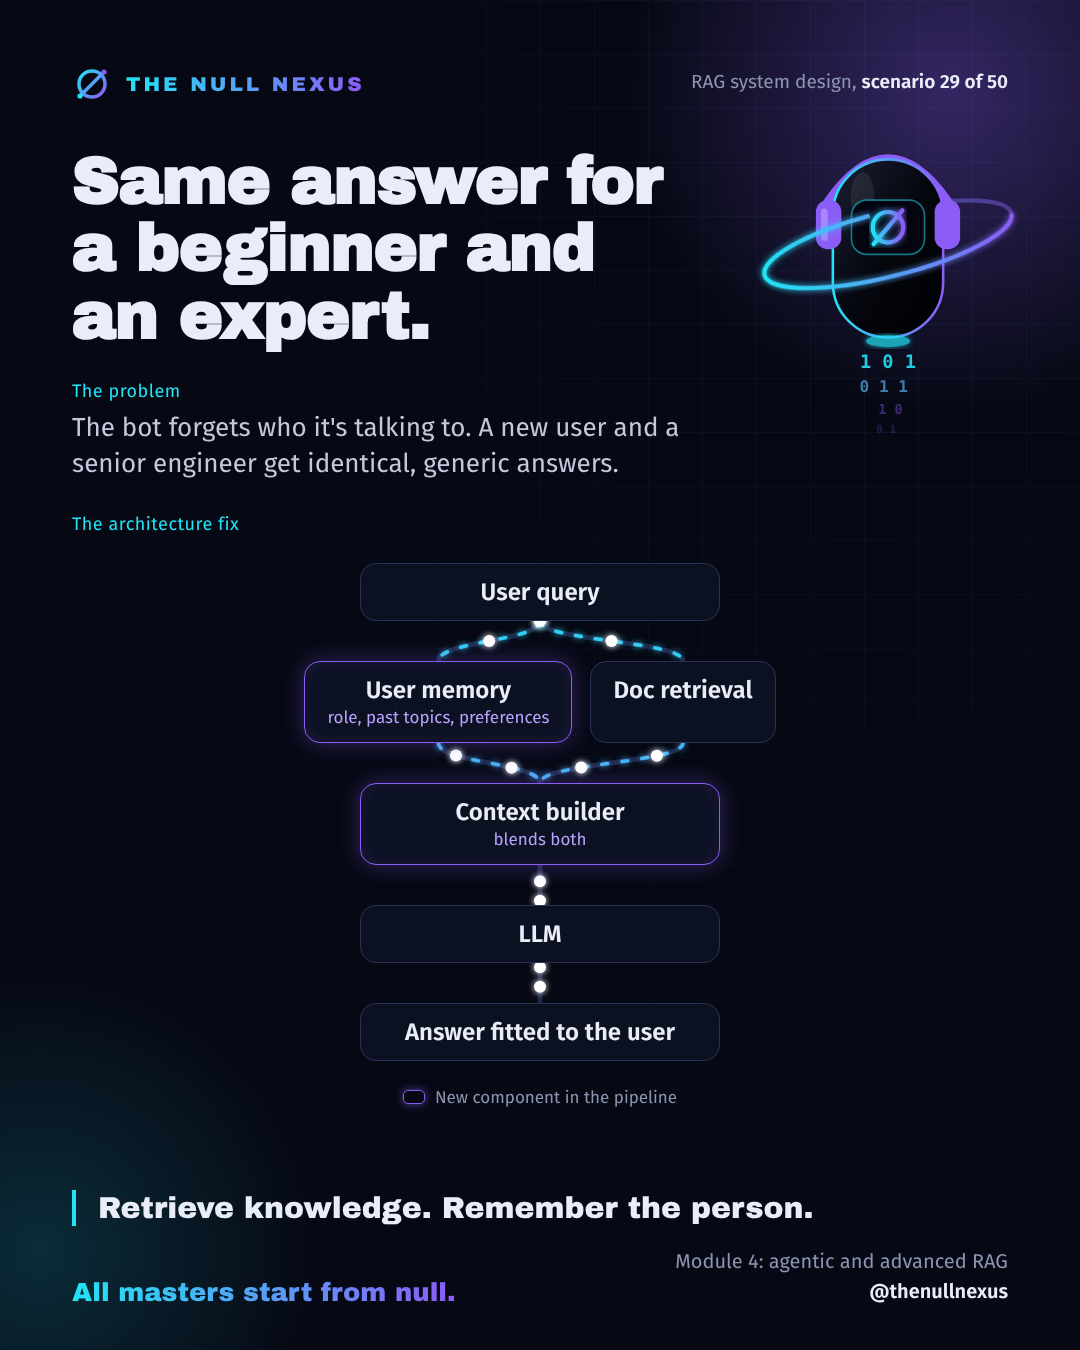 THE NULL NEXUS
RAG system design, scenario 29 of 50
Same answer for
a beginner and
an expert.
1 0 1
0 1 1
1 0
0 1
The problem
The bot forgets who it's talking to. A new user and a
senior engineer get identical, generic answers.
The architecture fix
User query
User memory
role, past topics, preferences
Doc retrieval
Context builder
blends both
LLM
Answer fitted to the user
New component in the pipeline
Retrieve knowledge. Remember the person.
Module 4: agentic and advanced RAG
All masters start from null.
@thenullnexus